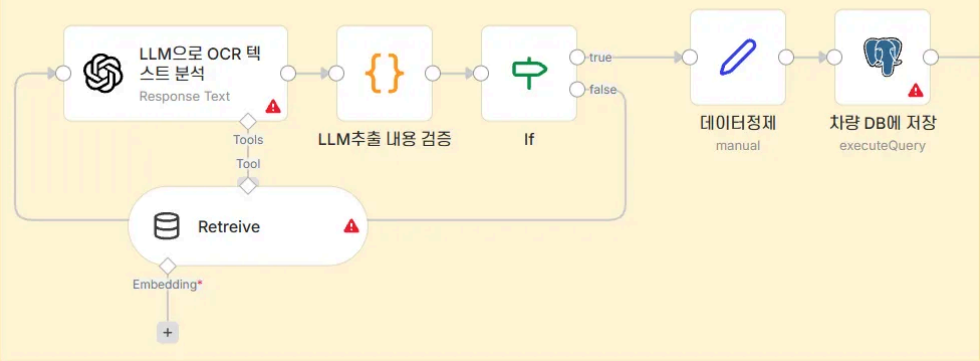 LLM으로 OCR 텍
스트 분석
Response Text
LLM추출 내용 검증
If
true
false
데이터정제
manual
차량 DB에 저장
executeQuery
Tools
Tool
Retreive
Embedding*